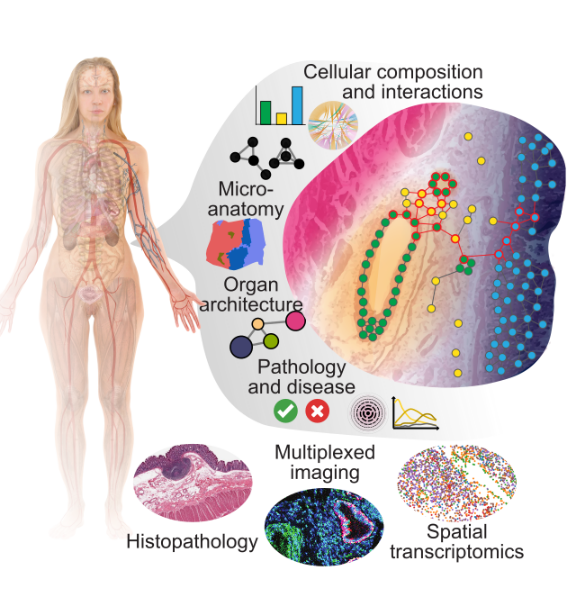 Cellular composition
and interactions
Micro-
anatomy
Organ
architecture
Pathology
and disease
Multiplexed
imaging
Histopathology
Spatial
transcriptomics